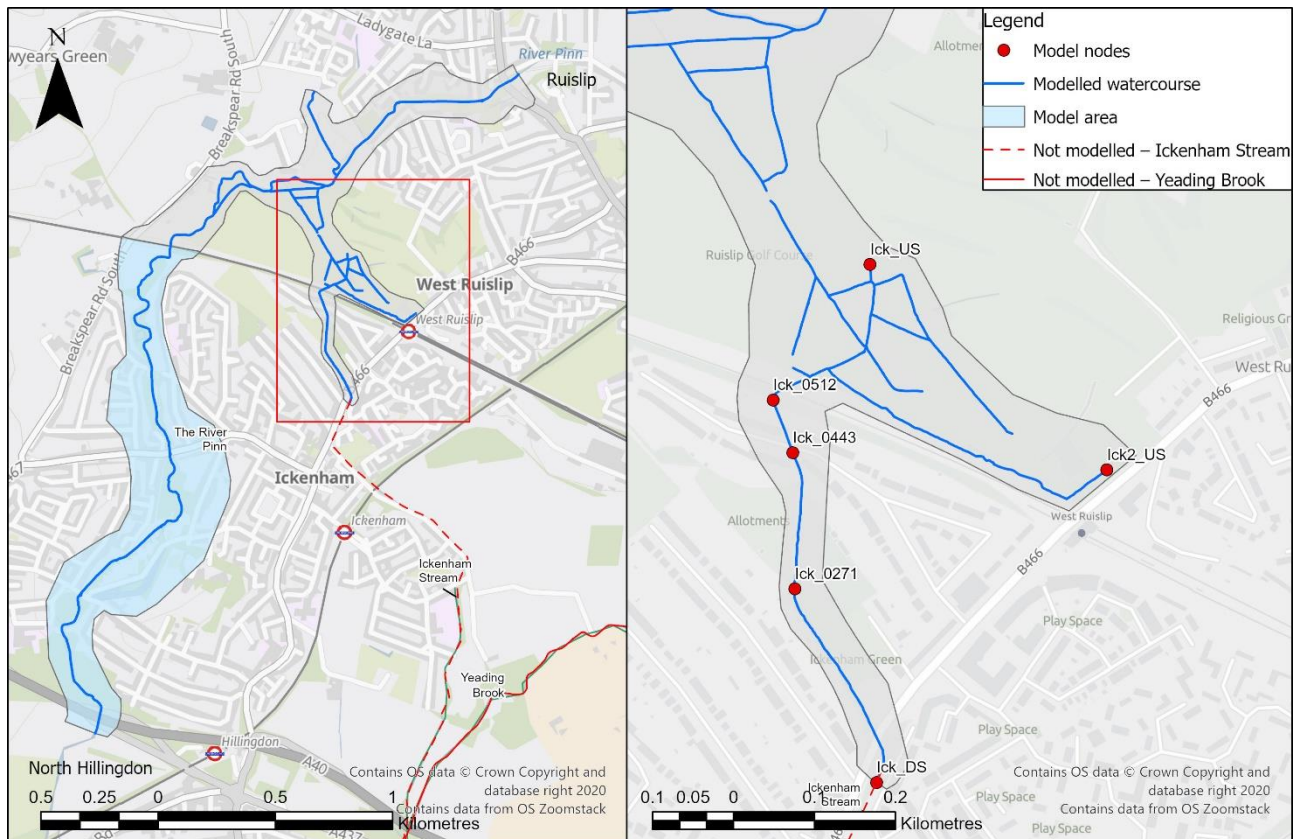 N
wyears Green
Ladygate La
River Pinn
Ruislip
Breakspear Rd South
B466
West Ruislip
West Ruislip
Breakspear Rd South
B466
The River
Pinn
Ickenham
Ickenham
Ickenham
Stream
Yeading
Brook
Hillingdon
A40
North Hillingdon
A437
Contains OS data © Crown Copyright and
database right 2020
Contains data from OS Zoomstack
0.5 0.25 0 0.5 1
Kilometres
Legend
Model nodes
Modelled watercourse
Model area
Not modelled – Ickenham Stream
Not modelled – Yeading Brook
Allotments
Ick_US
Ruislip Golf Course
Religious Gr
West Rui
B466
Ick_0512
Ick_0443
Ick2_US
West Ruislip
Allotments
B466
Ick_0271
Play Space
Ickenham Green
Play Space
Play Space
Ick_DS
Ickenham
Stream
Contains OS data © Crown Copyright and
database right 2020
Contains data from OS Zoomstack
0.1 0.05 0 0.1 0.2
Kilometres